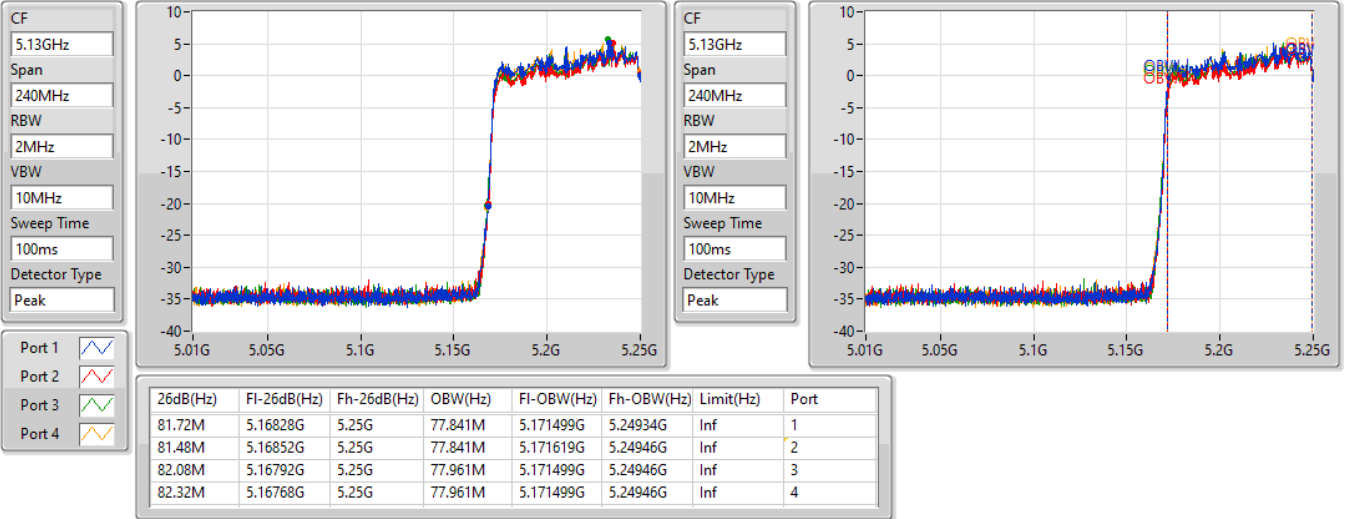 CF
5.13GHz
Span
240MHz
RBW
2MHz
VBW
10MHz
Sweep Time
100ms
Detector Type
Peak
10
5
0
-5
-10
-15
-20
-25
-30
-35
-40
5.01G 5.05G 5.1G 5.15G 5.2G 5.25G
CF
5.13GHz
Span
240MHz
RBW
2MHz
VBW
10MHz
Sweep Time
100ms
Detector Type
Peak
10
5
0
-5
-10
-15
-20
-25
-30
-35
-40
5.01G 5.05G 5.1G 5.15G 5.2G 5.25G
Port 1
Port 2
Port 3
Port 4
26dB(Hz) Fl-26dB(Hz) Fh-26dB(Hz) OBW(Hz) Fl-OBW(Hz) Fh-OBW(Hz) Limit(Hz) Port
81.72M 5.16828G 5.25G 77.841M 5.171499G 5.24934G Inf 1
81.48M 5.16852G 5.25G 77.841M 5.171619G 5.24946G Inf 2
82.08M 5.16792G 5.25G 77.961M 5.171499G 5.24946G Inf 3
82.32M 5.16768G 5.25G 77.961M 5.171499G 5.24946G Inf 4